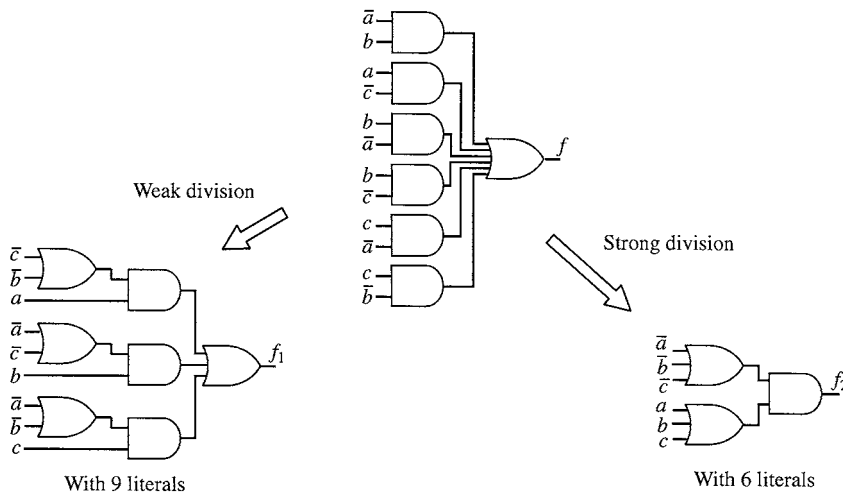 a̅
b
a
c̅
b
a̅
b
c̅
c
a̅
c
b̅
f
Weak division
Strong division
c̅
b̅
a
a̅
c̅
b
a̅
b̅
c
f₁
With 9 literals
a̅
b̅
c̅
a
b
c
f₂
With 6 literals